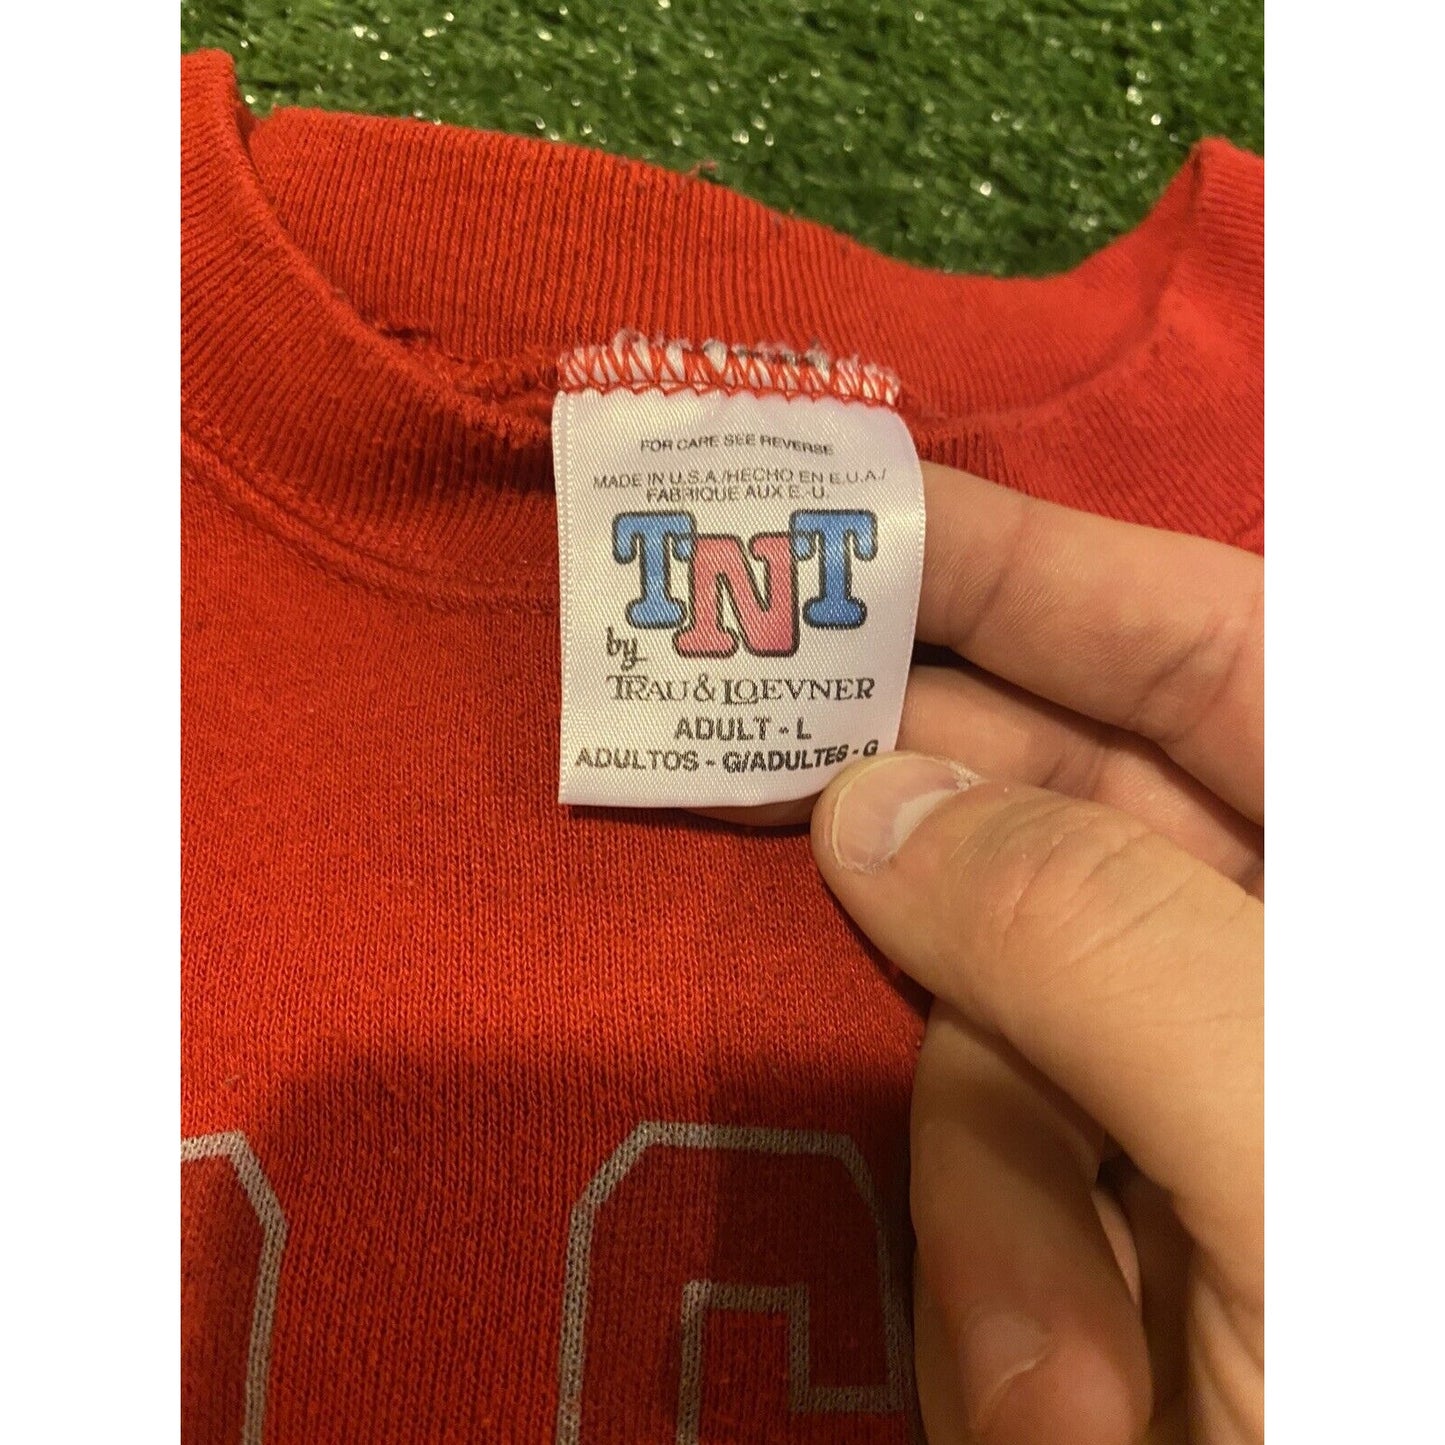 FOR CARE SEE REVERSE
MADE IN U.S.A./HECHO EN E.U.A./
FABRIQUE AUX E.-U.
TNT
by
TRAU & LOEVNER
ADULT - L
ADULTOS - G/ADULTES - G